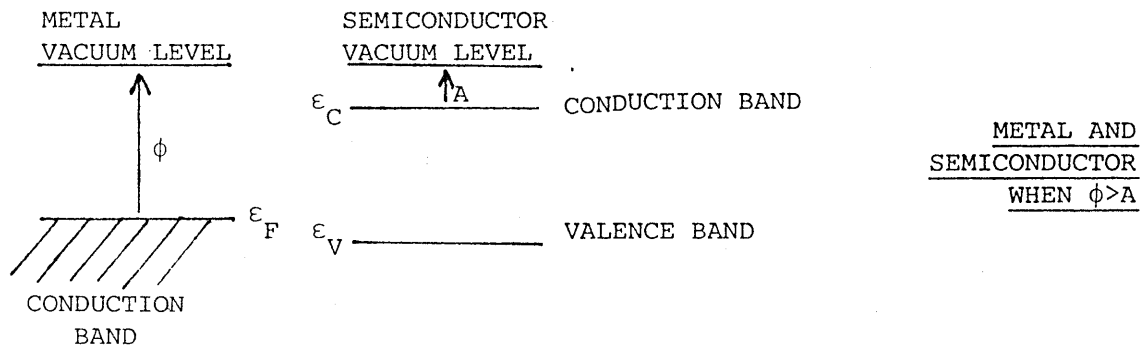 METAL
VACUUM LEVEL
φ
ε_F
CONDUCTION
BAND
SEMICONDUCTOR
VACUUM LEVEL
A
ε_C
CONDUCTION BAND
ε_V
VALENCE BAND
METAL AND
SEMICONDUCTOR
WHEN φ>A